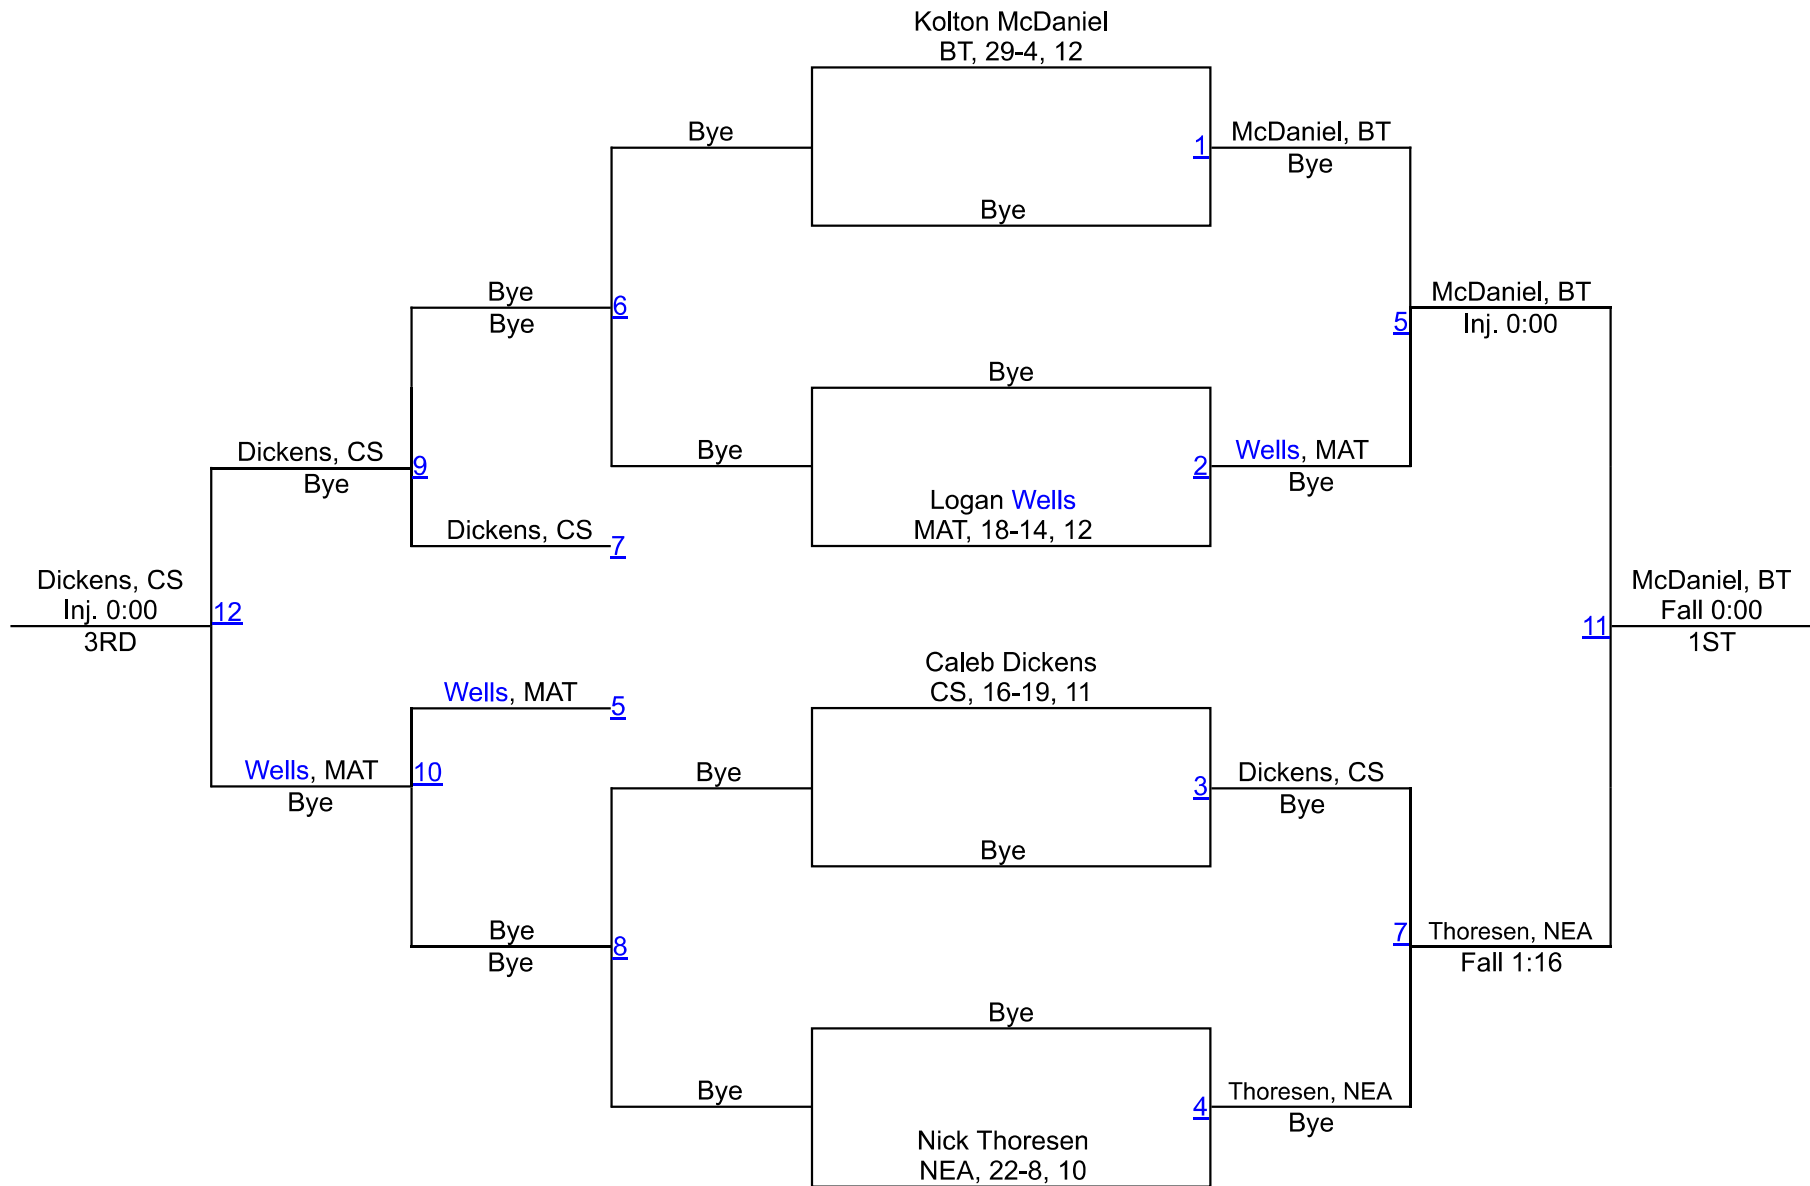 Kolton McDaniel
BT, 29-4, 12
Bye
1
McDaniel, BT
Bye
Bye
Bye
Bye
6
McDaniel, BT
5
Inj. 0:00
Bye
Dickens, CS
Bye
9
Bye
2
Wells, MAT
Bye
Logan Wells
MAT, 18-14, 12
Dickens, CS
7
Dickens, CS
Inj. 0:00
3RD
12
McDaniel, BT
Fall 0:00
1ST
11
Caleb Dickens
CS, 16-19, 11
Wells, MAT
5
Wells, MAT
Bye
10
Bye
3
Dickens, CS
Bye
Bye
Bye
Bye
8
7
Thoresen, NEA
Fall 1:16
Bye
Bye
4
Thoresen, NEA
Bye
Nick Thoresen
NEA, 22-8, 10